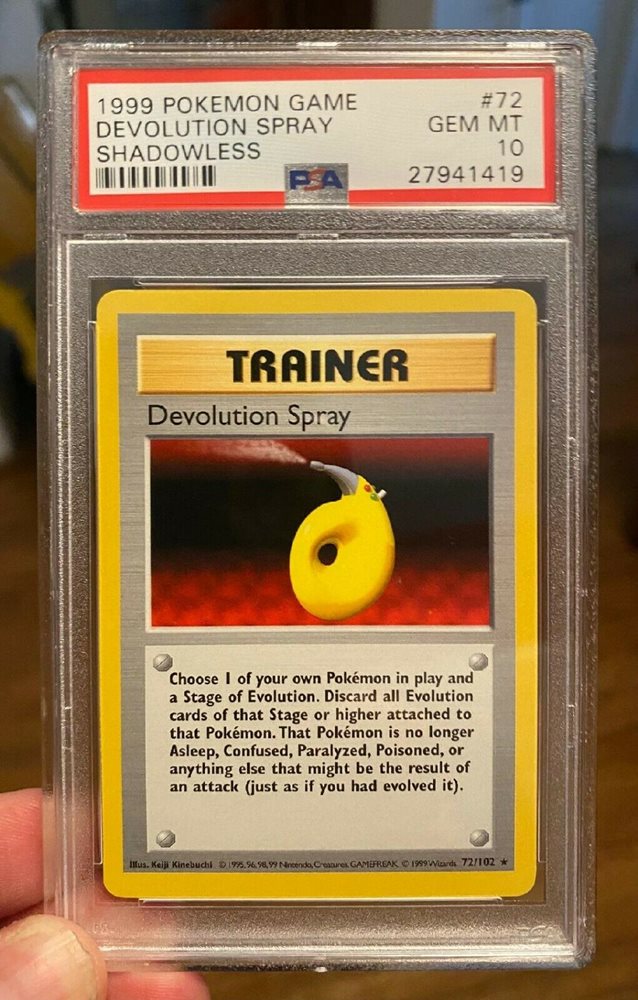 1999 POKEMON GAME #72
DEVOLUTION SPRAY GEM MT
SHADOWLESS 10
PSA 27941419
TRAINER
Devolution Spray
Choose 1 of your own Pokémon in play and
a Stage of Evolution. Discard all Evolution
cards of that Stage or higher attached to
that Pokémon. That Pokémon is no longer
Asleep, Confused, Paralyzed, Poisoned, or
anything else that might be the result of
an attack (just as if you had evolved it).
Illus. Keiji Kinebuchi © 1995, 96, 98, 99 Nintendo, Creatures, GAMEFREAK. © 1999 Wizards. 72/102 ★